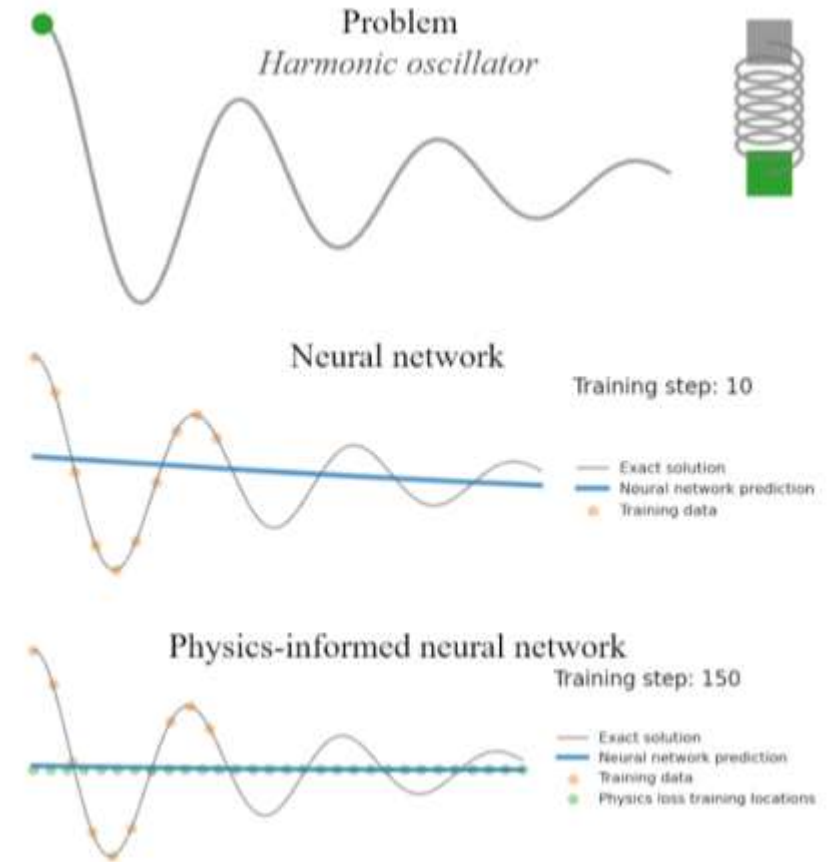 Problem
Harmonic oscillator
Neural network
Training step: 10
Exact solution
Neural network prediction
Training data
Physics-informed neural network
Training step: 150
Exact solution
Neural network prediction
Training data
Physics loss training locations